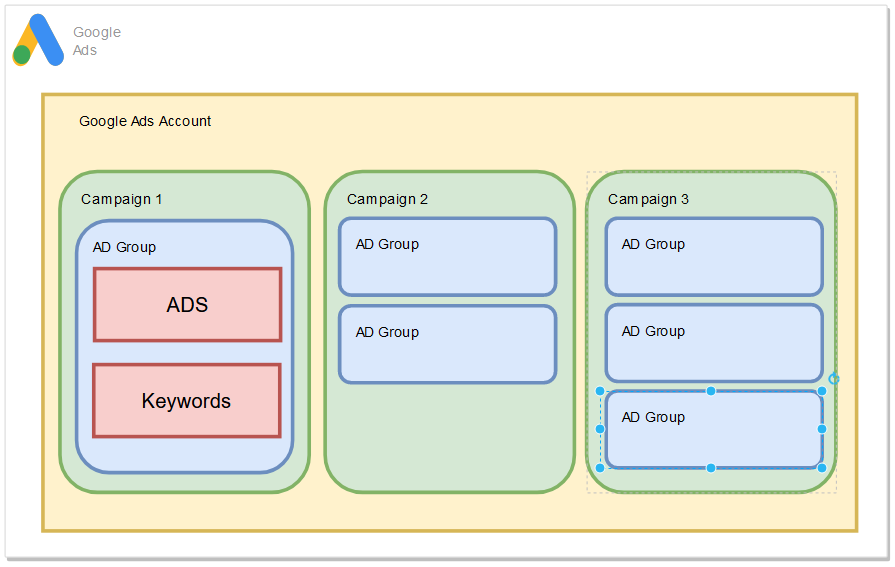 Google
Ads
Google Ads Account
Campaign 1
AD Group
ADS
Keywords
Campaign 2
AD Group
AD Group
Campaign 3
AD Group
AD Group
AD Group